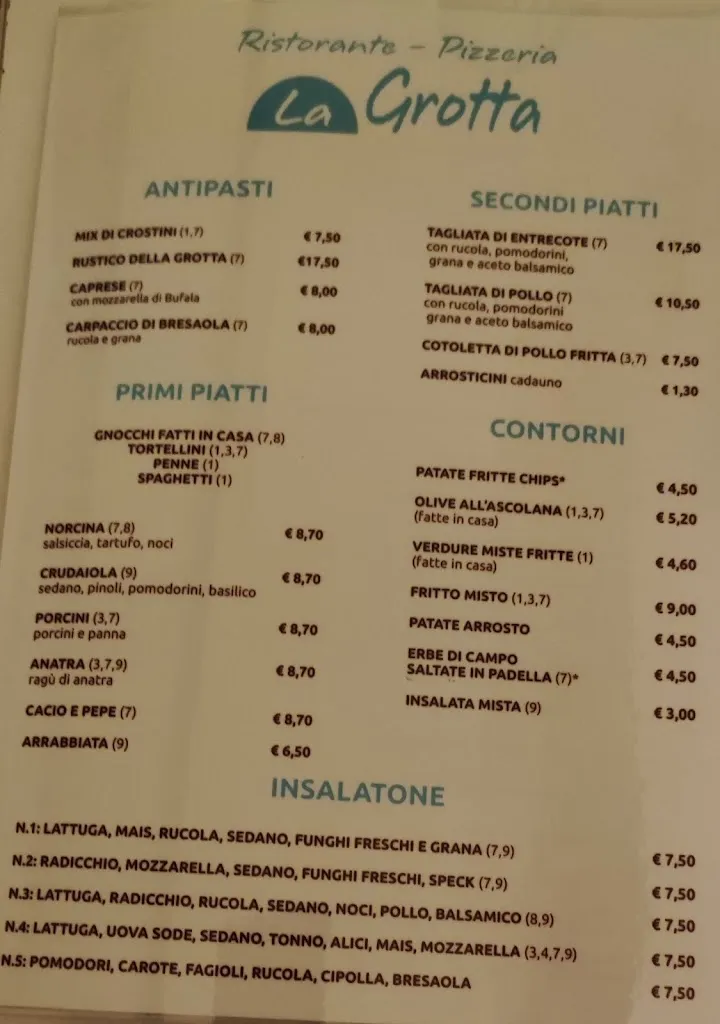 Ristorante - Pizzeria
La Grotta
ANTIPASTI
MIX DI CROSTINI (1,7) € 7,50
RUSTICO DELLA GROTTA (7) €17,50
CAPRESE (7) € 8,00
con mozzarella di Bufala
CARPACCIO DI BRESAOLA (7) € 8,00
rucola e grana
PRIMI PIATTI
GNOCCHI FATTI IN CASA (7,8)
TORTELLINI (1,3,7)
PENNE (1)
SPAGHETTI (1)
NORCINA (7,8) € 8,70
salsiccia, tartufo, noci
CRUDAIOLA (9) € 8,70
sedano, pinoli, pomodorini, basilico
PORCINI (3,7) € 8,70
porcini e panna
ANATRA (3,7,9) € 8,70
ragù di anatra
CACIO E PEPE (7) € 8,70
ARRABBIATA (9) € 6,50
SECONDI PIATTI
TAGLIATA DI ENTRECOTE (7) € 17,50
con rucola, pomodorini,
grana e aceto balsamico
TAGLIATA DI POLLO (7) € 10,50
con rucola, pomodorini
grana e aceto balsamico
COTOLETTA DI POLLO FRITTA (3,7) € 7,50
ARROSTICINI cadauno € 1,30
CONTORNI
PATATE FRITTE CHIPS* € 4,50
OLIVE ALL'ASCOLANA (1,3,7) € 5,20
(fatte in casa)
VERDURE MISTE FRITTE (1) € 4,60
(fatte in casa)
FRITTO MISTO (1,3,7) € 9,00
PATATE ARROSTO € 4,50
ERBE DI CAMPO
SALTATE IN PADELLA (7)* € 4,50
INSALATA MISTA (9) € 3,00
INSALATONE
N.1: LATTUGA, MAIS, RUCOLA, SEDANO, FUNGHI FRESCHI E GRANA (7,9) € 7,50
N.2: RADICCHIO, MOZZARELLA, SEDANO, FUNGHI FRESCHI, SPECK (7,9) € 7,50
N.3: LATTUGA, RADICCHIO, RUCOLA, SEDANO, NOCI, POLLO, BALSAMICO (8,9) € 7,50
N.4: LATTUGA, UOVA SODE, SEDANO, TONNO, ALICI, MAIS, MOZZARELLA (3,4,7,9) € 7,50
N.5: POMODORI, CAROTE, FAGIOLI, RUCOLA, CIPOLLA, BRESAOLA € 7,50